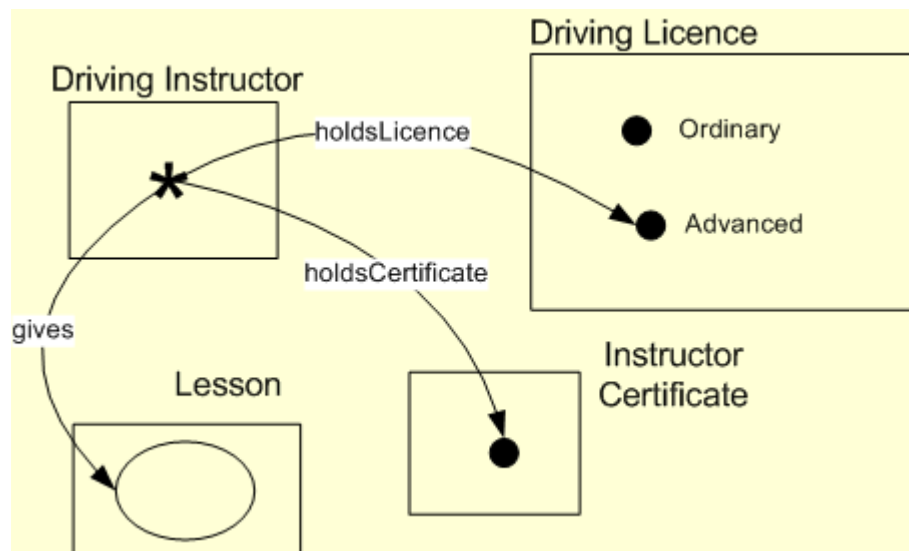 Driving Licence
Driving Instructor
holdsLicence
Ordinary
Advanced
holdsCertificate
gives
Instructor
Certificate
Lesson